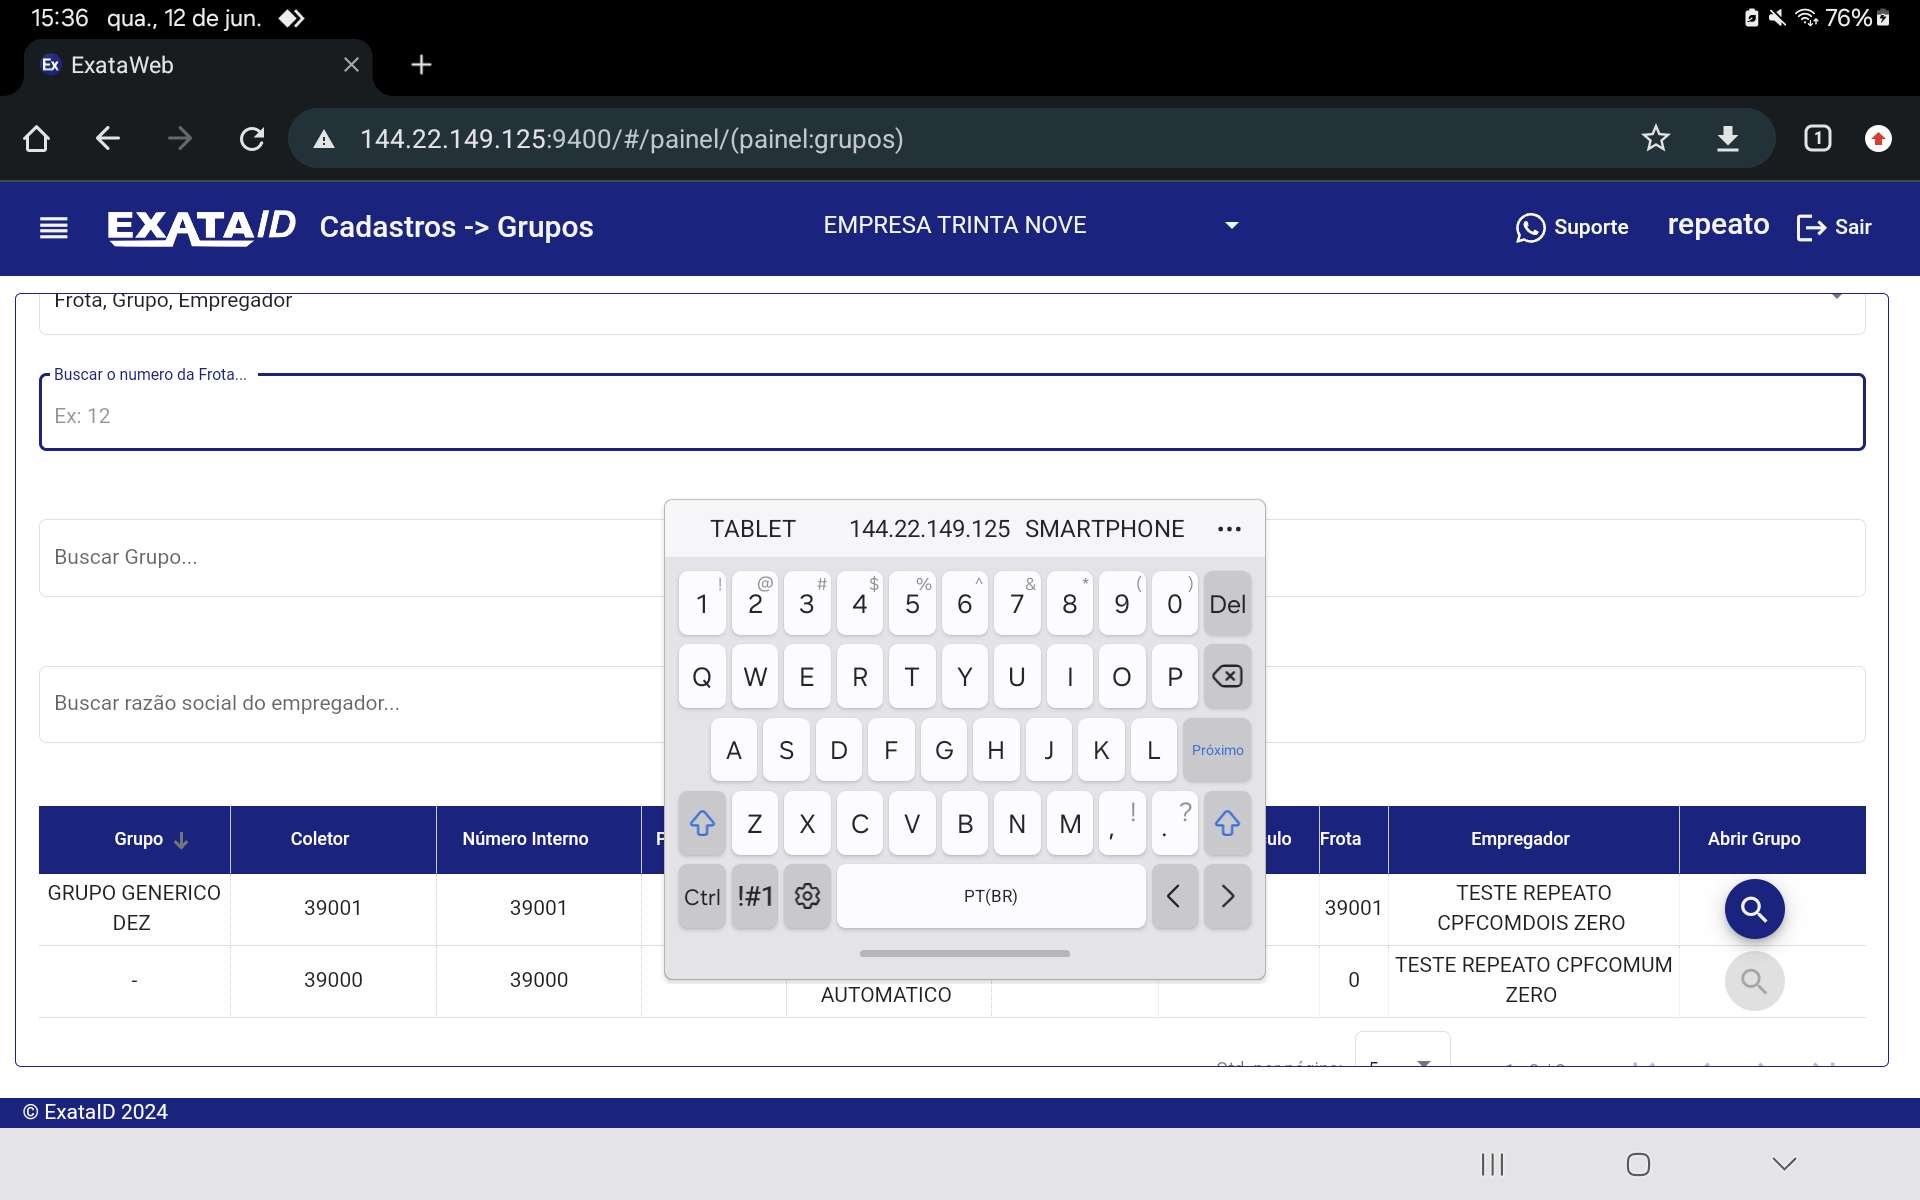 15:36 qua., 12 de jun. 76%
Ex ExataWeb
144.22.149.125:9400/#/painel/(painel:grupos) 1
EXATA ID Cadastros -> Grupos EMPRESA TRINTA NOVE Suporte repeato Sair
Frota, Grupo, Empregador
Buscar o numero da Frota...
Ex: 12
Buscar Grupo...
Buscar razão social do empregador...
TABLET 144.22.149.125 SMARTPHONE ...
! @ # $ % ^ & * ( )
1 2 3 4 5 6 7 8 9 0 Del
Q W E R T Y U I O P
A S D F G H J K L Próximo
! ?
Z X C V B N M , .
Ctrl !#1 PT(BR) < >
Grupo Coletor Número Interno Frota Empregador Abrir Grupo
GRUPO GENERICO DEZ 39001 39001 39001 TESTE REPEATO CPFCOMDOIS ZERO
- 39000 39000 AUTOMATICO 0 TESTE REPEATO CPFCOMUM ZERO
© ExataID 2024